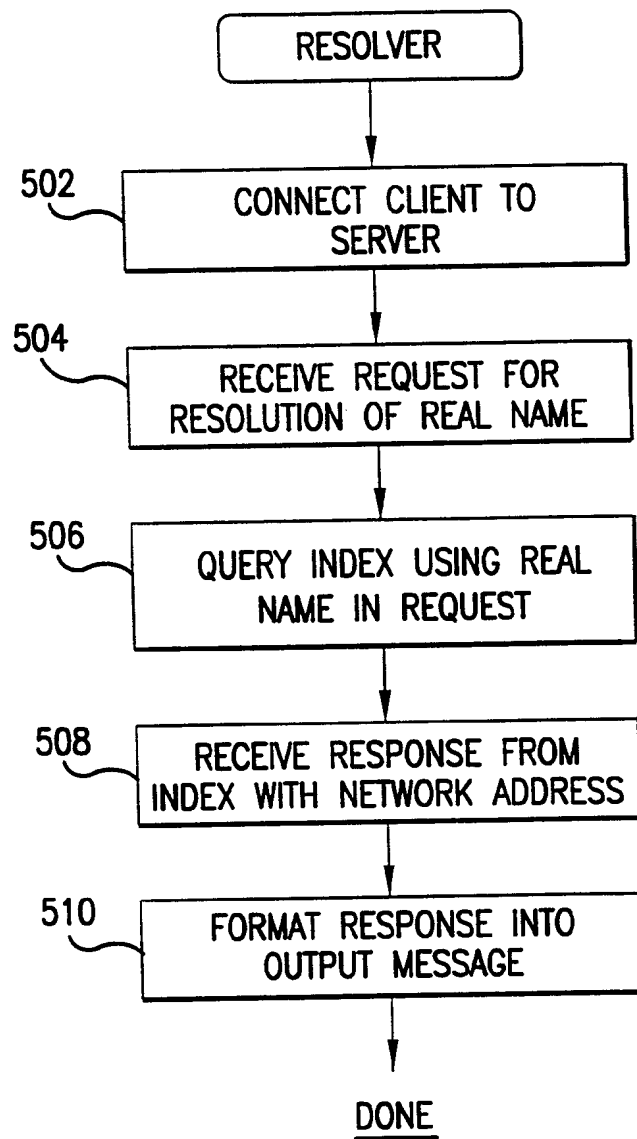 RESOLVER
502
CONNECT CLIENT TO
SERVER
504
RECEIVE REQUEST FOR
RESOLUTION OF REAL NAME
506
QUERY INDEX USING REAL
NAME IN REQUEST
508
RECEIVE RESPONSE FROM
INDEX WITH NETWORK ADDRESS
510
FORMAT RESPONSE INTO
OUTPUT MESSAGE
DONE